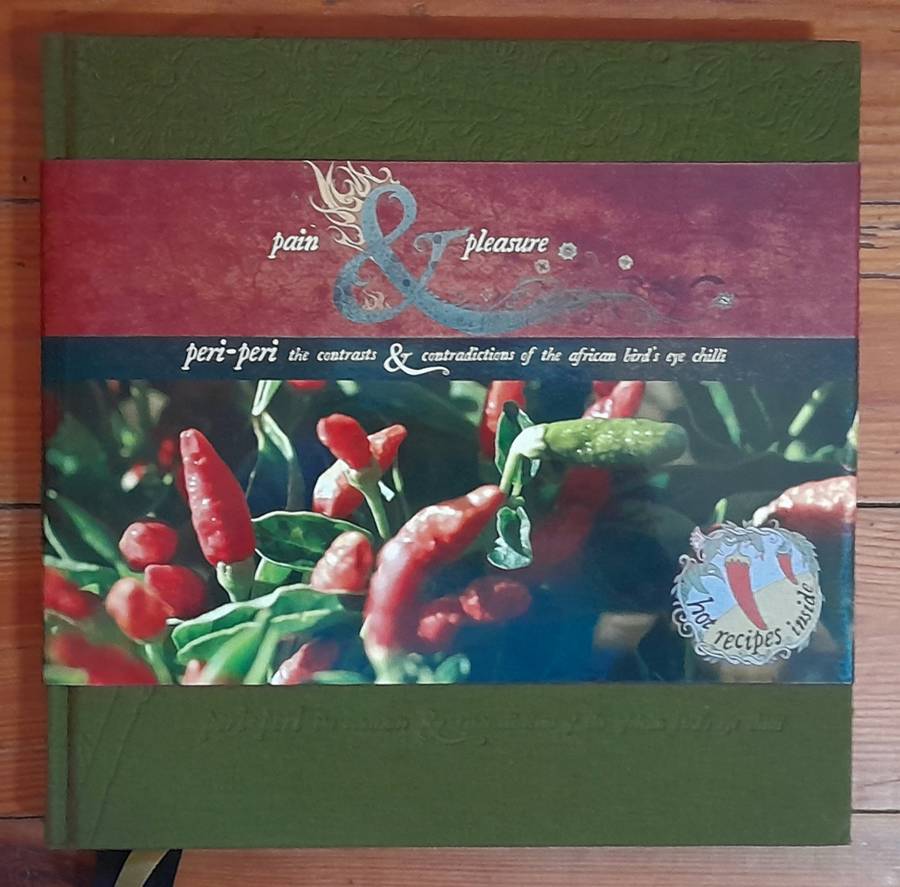 pain & pleasure
peri-peri the contrasts & contradictions of the african bird's eye chilli
hot recipes inside